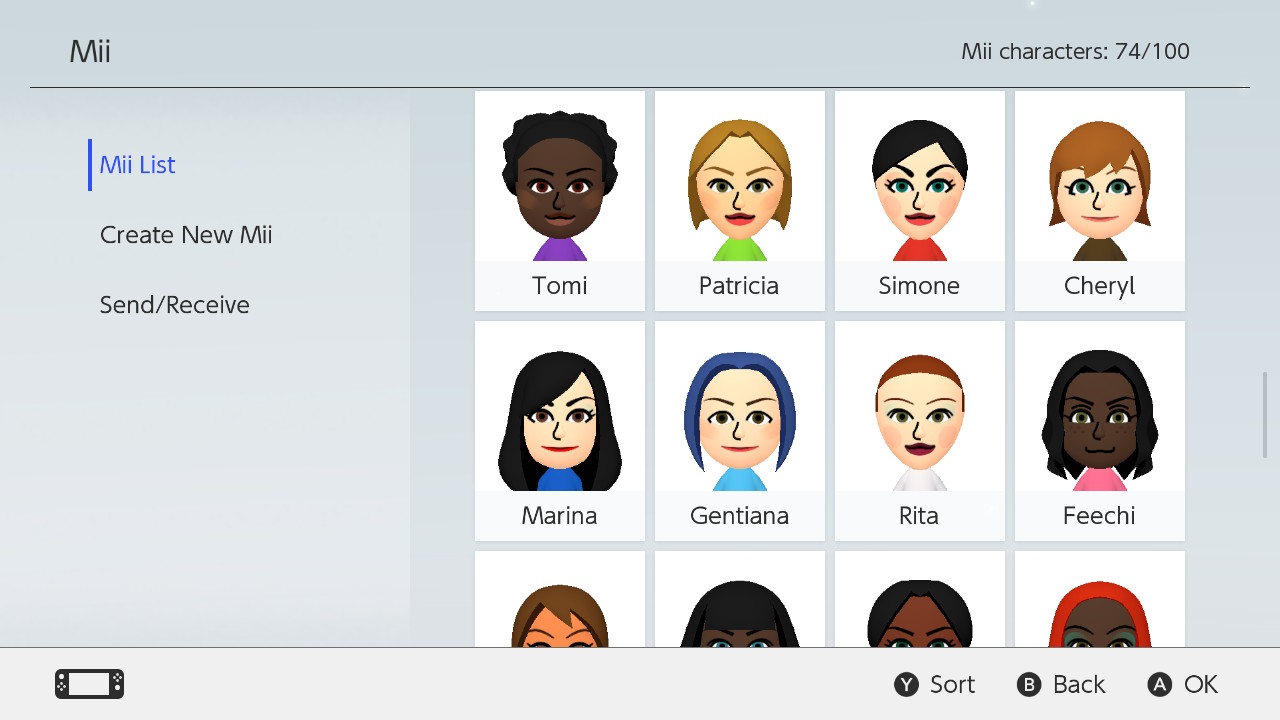 Mii
Mii characters: 74/100
Mii List
Create New Mii
Send/Receive
Tomi
Patricia
Simone
Cheryl
Marina
Gentiana
Rita
Feechi
Y Sort
B Back
A OK